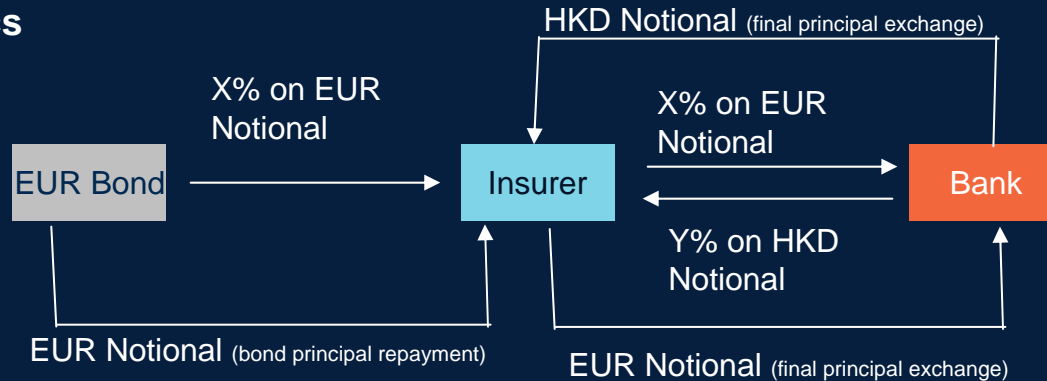 HKD Notional (final principal exchange)
X% on EUR
Notional
X% on EUR
Notional
EUR Bond
Insurer
Bank
Y% on HKD
Notional
EUR Notional (bond principal repayment)
EUR Notional (final principal exchange)